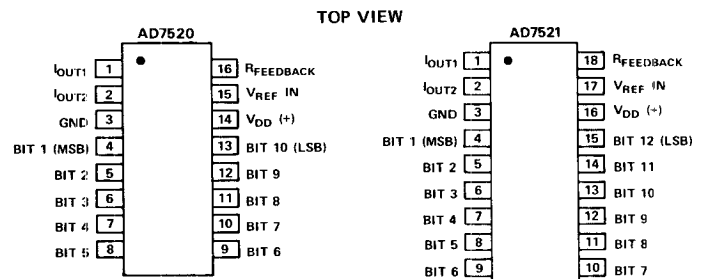 TOP VIEW
AD7520
IOUT1 1
IOUT2 2
GND 3
BIT 1 (MSB) 4
BIT 2 5
BIT 3 6
BIT 4 7
BIT 5 8
16 RFEEDBACK
15 VREF IN
14 VDD (+)
13 BIT 10 (LSB)
12 BIT 9
11 BIT 8
10 BIT 7
9 BIT 6
AD7521
IOUT1 1
IOUT2 2
GND 3
BIT 1 (MSB) 4
BIT 2 5
BIT 3 6
BIT 4 7
BIT 5 8
BIT 6 9
18 RFEEDBACK
17 VREF IN
16 VDD (+)
15 BIT 12 (LSB)
14 BIT 11
13 BIT 10
12 BIT 9
11 BIT 8
10 BIT 7